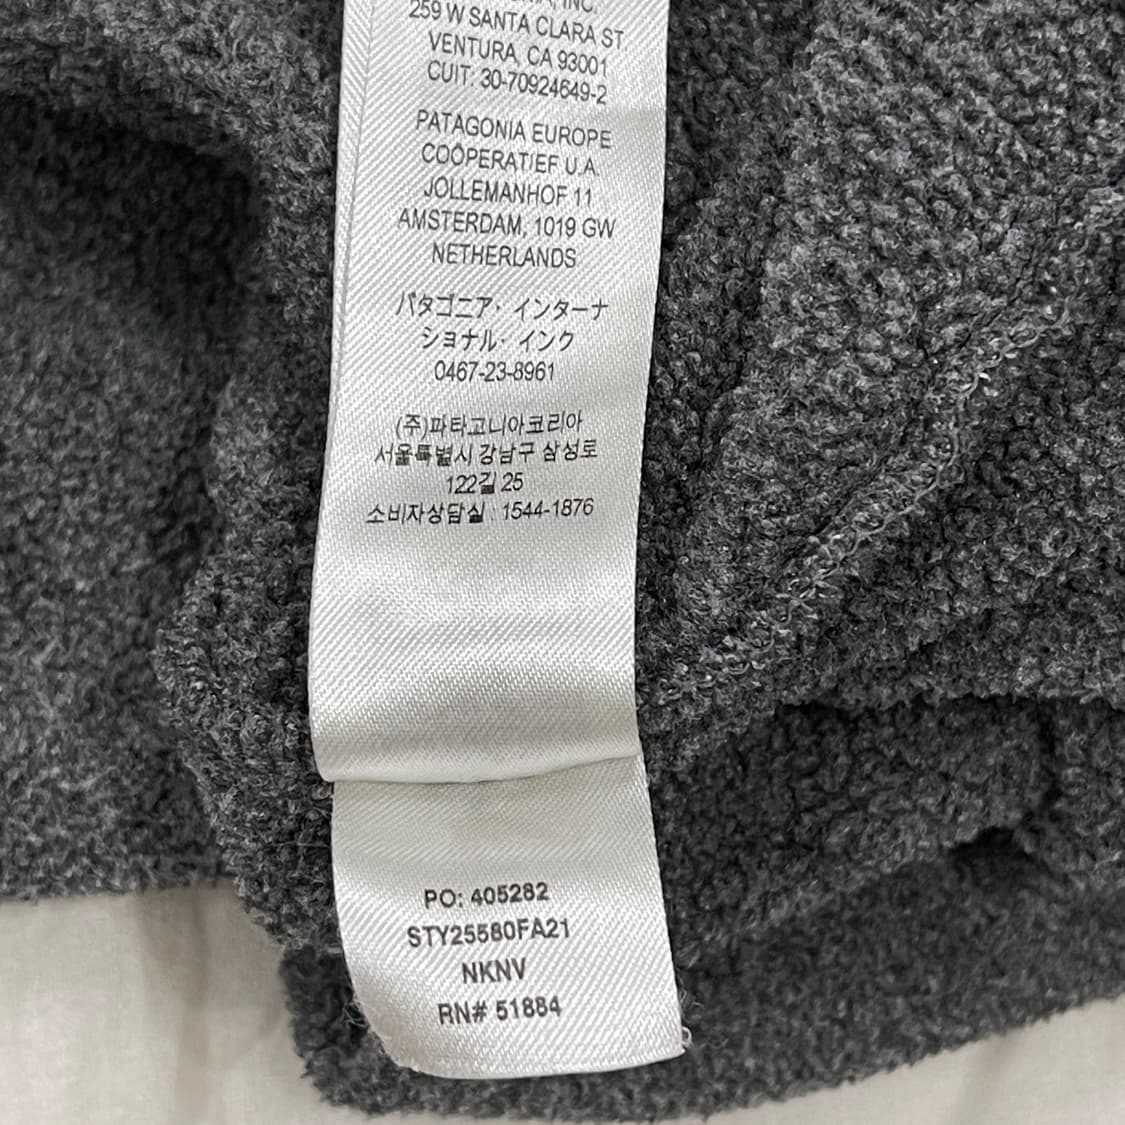 INC.
259 W SANTA CLARA ST
VENTURA, CA 93001
CUIT: 30-70924649-2
PATAGONIA EUROPE
COÖPERATIEF U.A.
JOLLEMANHOF 11
AMSTERDAM, 1019 GW
NETHERLANDS
パタゴニア・インターナ
ショナル・インク
0467-23-8961
(주)파타고니아코리아
서울특별시 강남구 삼성로
122길 25
소비자상담실 : 1544-1876
PO: 405282
STY25580FA21
NKNV
RN# 51884